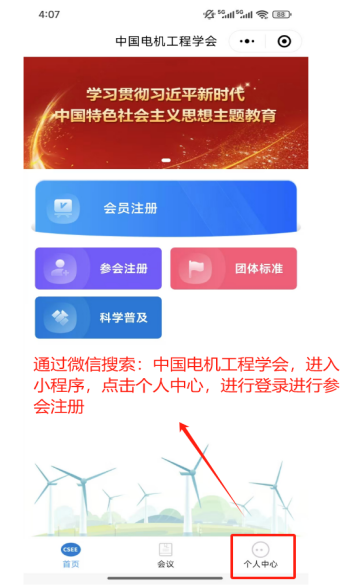 4:07
5G 5G 88
中国电机工程学会
学习贯彻习近平新时代
中国特色社会主义思想主题教育
会员注册
参会注册
团体标准
科学普及
通过微信搜索：中国电机工程学会，进入
小程序，点击个人中心，进行登录进行参
会注册
CSEE
首页
会议
个人中心